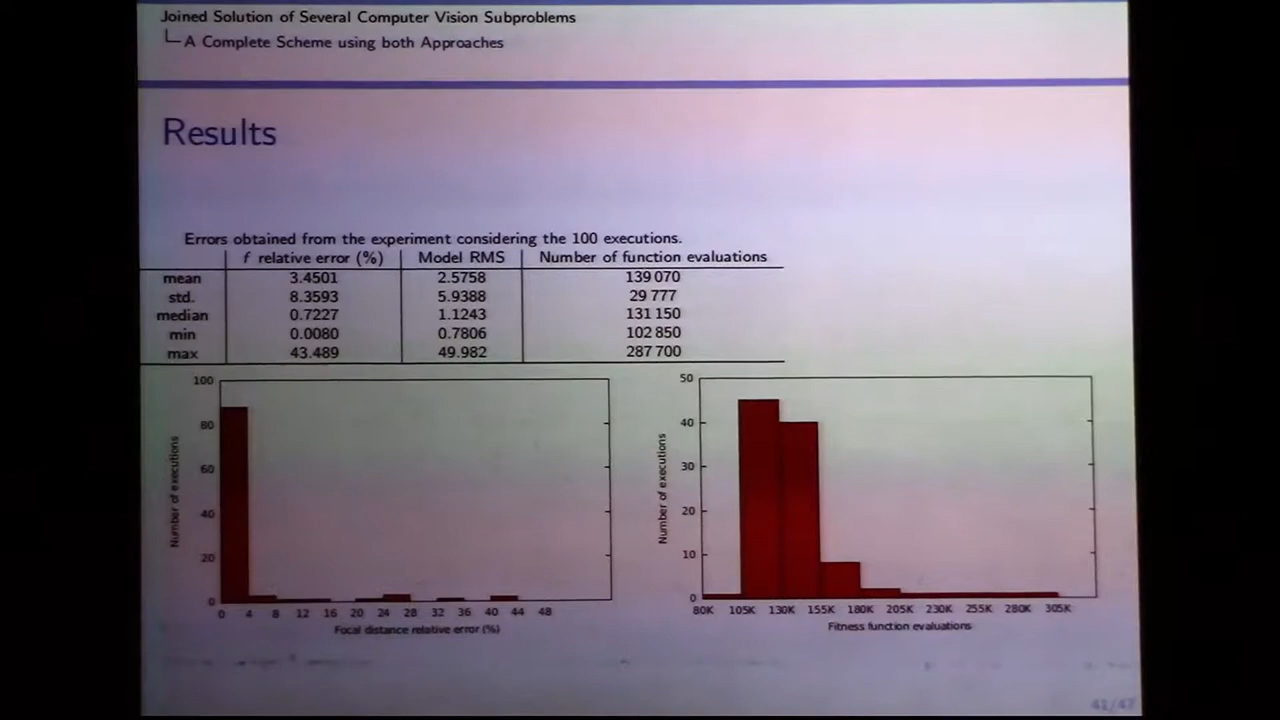 Joined Solution of Several Computer Vision Subproblems
A Complete Scheme using both Approaches
Results
Errors obtained from the experiment considering the 100 executions.
f relative error (%) Model RMS Number of function evaluations
mean 3.4501 2.5758 139 070
std. 8.3593 5.9388 29 777
median 0.7227 1.1243 131 150
min 0.0080 0.7806 102 850
max 43.489 49.982 287 700
100
80
60
40
20
0
Number of executions
0 4 8 12 16 20 24 28 32 36 40 44 48
Focal distance relative error (%)
50
40
30
20
10
0
Number of executions
80K 105K 130K 155K 180K 205K 230K 255K 280K 305K
Fitness function evaluations
41/47